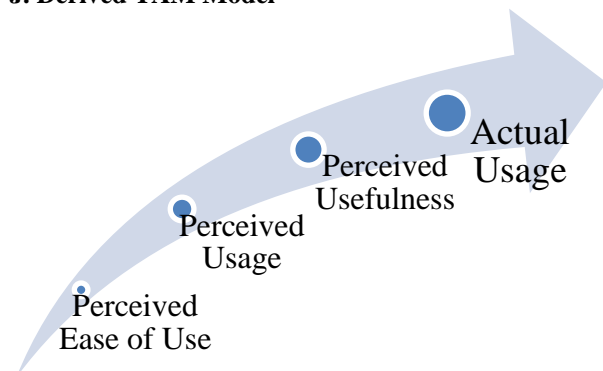 Derived TAM Model
Actual
Usage
Perceived
Usefulness
Perceived
Usage
Perceived
Ease of Use